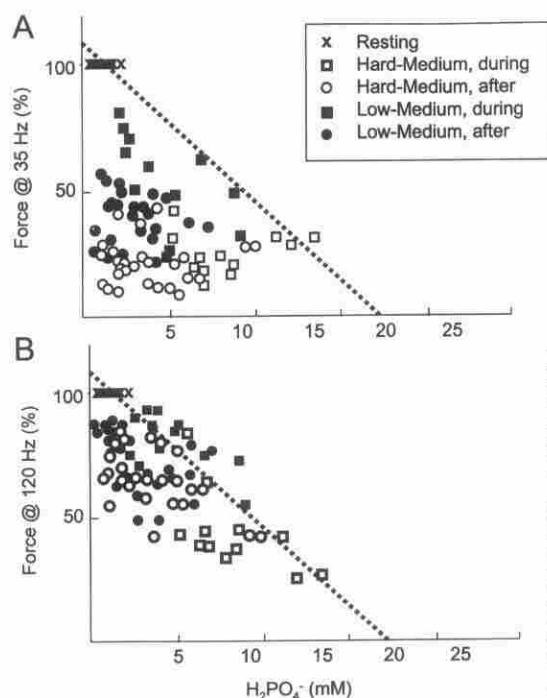 A
x Resting
Hard-Medium, during
Hard-Medium, after
Low-Medium, during
Low-Medium, after
100
50
Force @ 35 Hz (%)
5 10 15 20 25
B
100
50
Force @ 120 Hz (%)
5 10 15 20 25
H₂PO₄⁻ (mM)